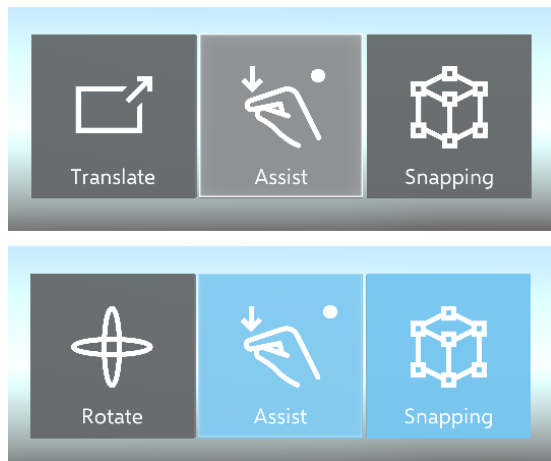 Translate
Assist
Snapping
Rotate
Assist
Snapping